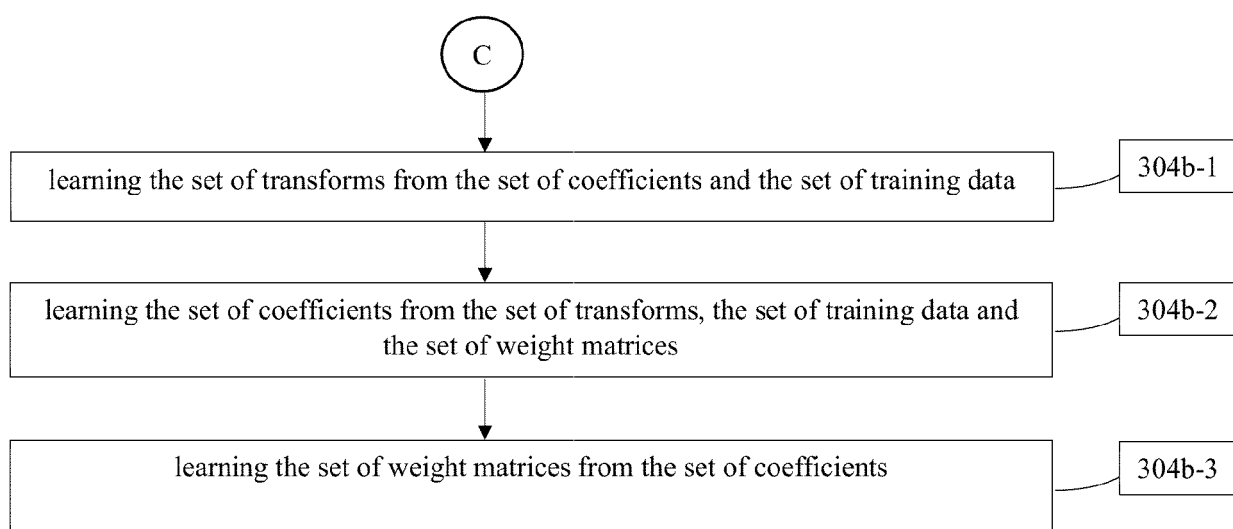 C
learning the set of transforms from the set of coefficients and the set of training data
304b-1
learning the set of coefficients from the set of transforms, the set of training data and
the set of weight matrices
304b-2
learning the set of weight matrices from the set of coefficients
304b-3